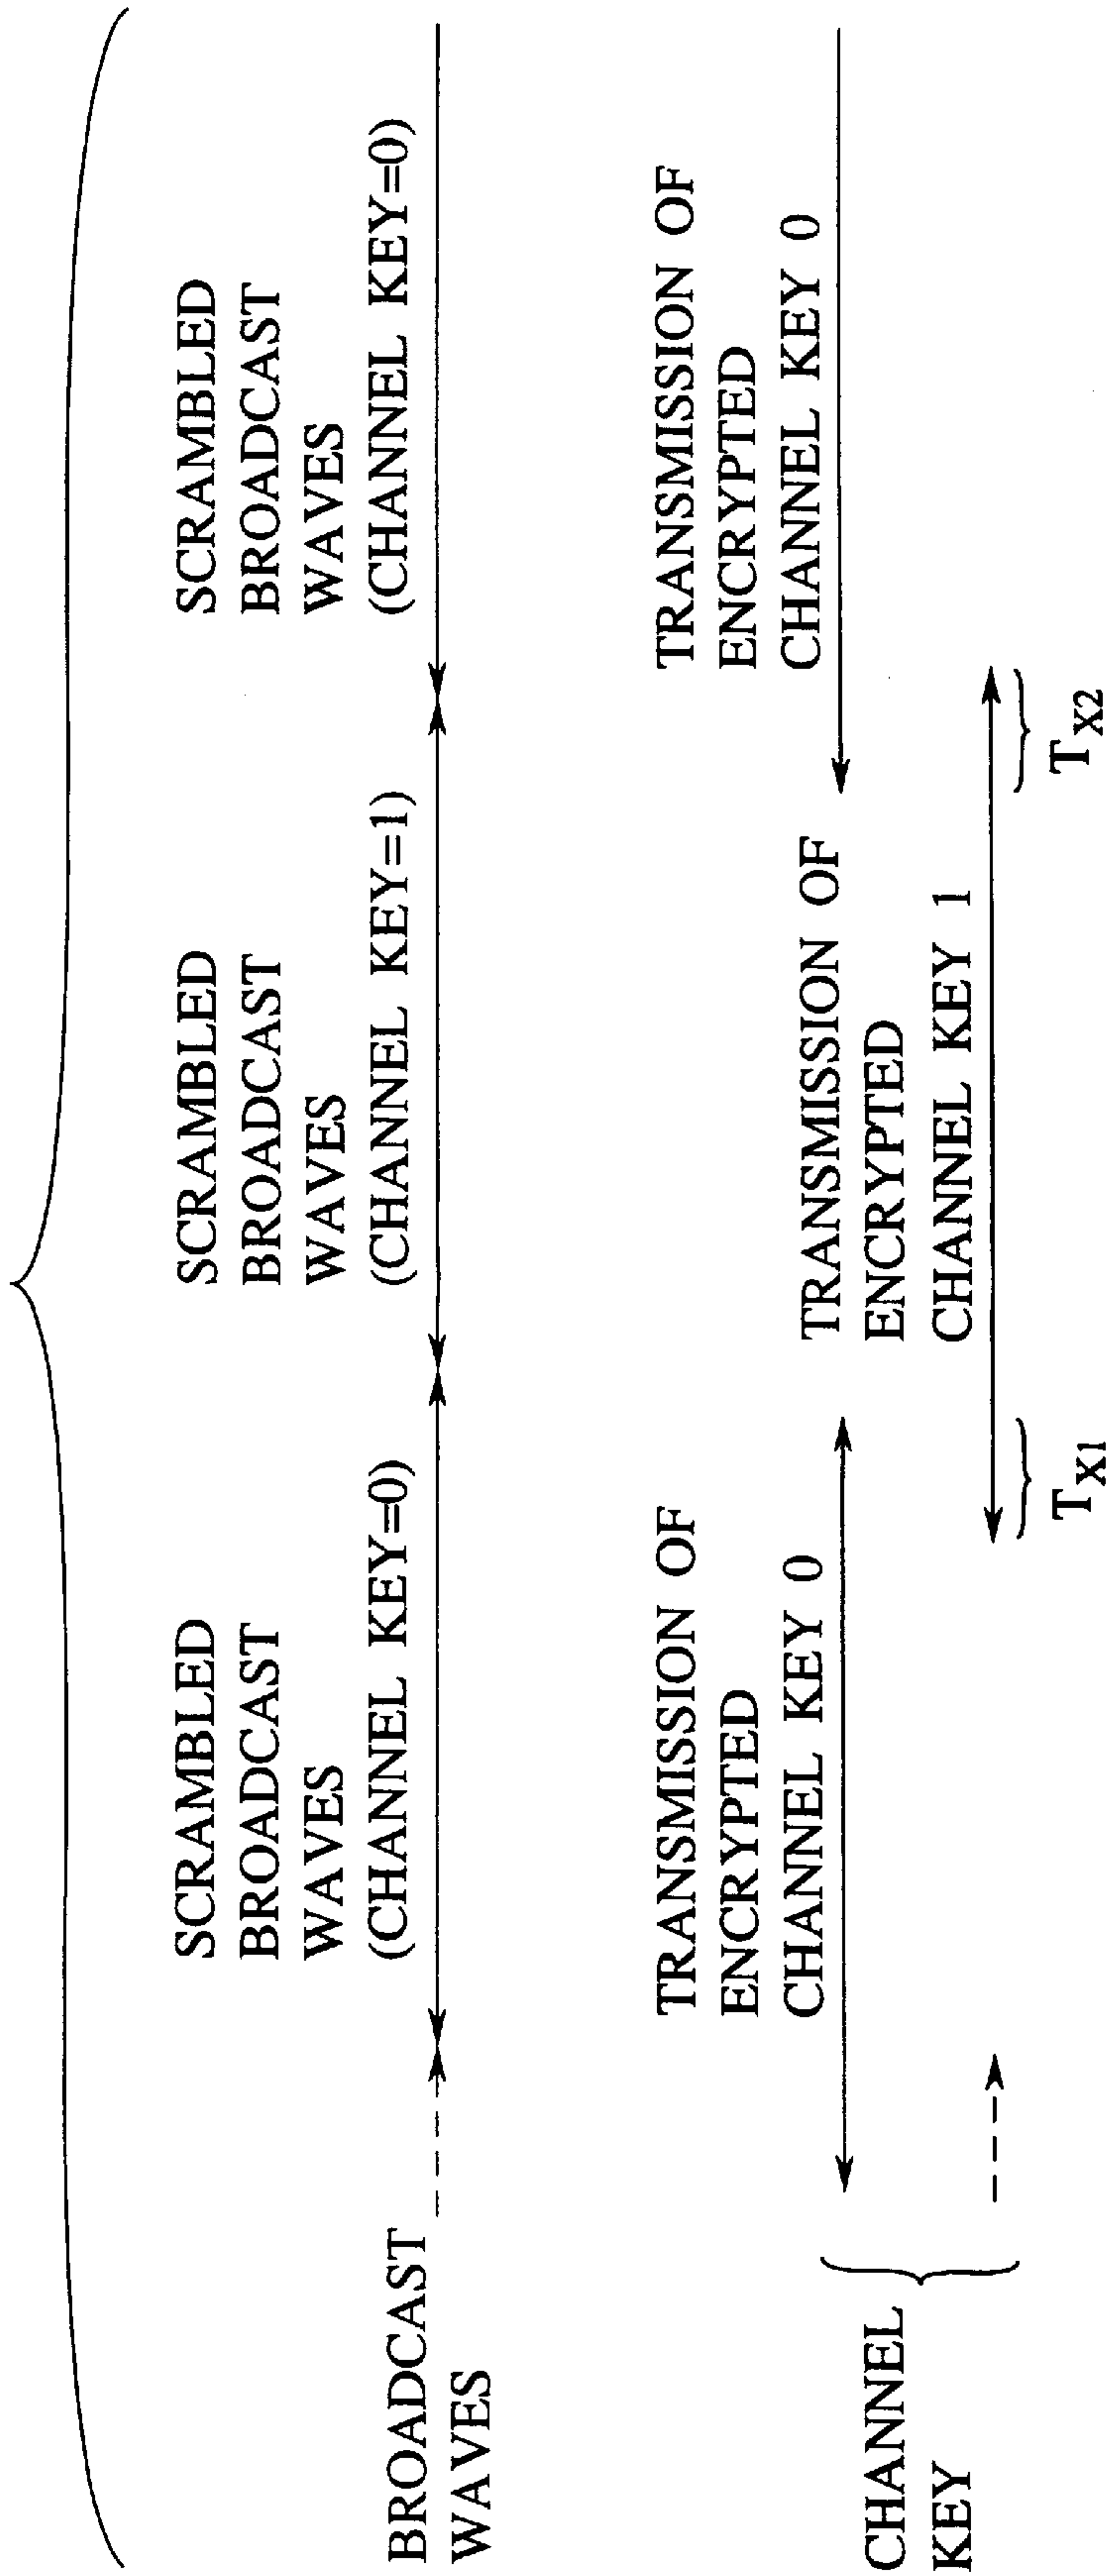 BROADCAST
WAVES
SCRAMBLED
BROADCAST
WAVES
(CHANNEL KEY=0)
SCRAMBLED
BROADCAST
WAVES
(CHANNEL KEY=1)
SCRAMBLED
BROADCAST
WAVES
(CHANNEL KEY=0)
CHANNEL
KEY
TRANSMISSION OF
ENCRYPTED
CHANNEL KEY 0
TRANSMISSION OF
ENCRYPTED
CHANNEL KEY 1
TRANSMISSION OF
ENCRYPTED
CHANNEL KEY 0
TX1
TX2